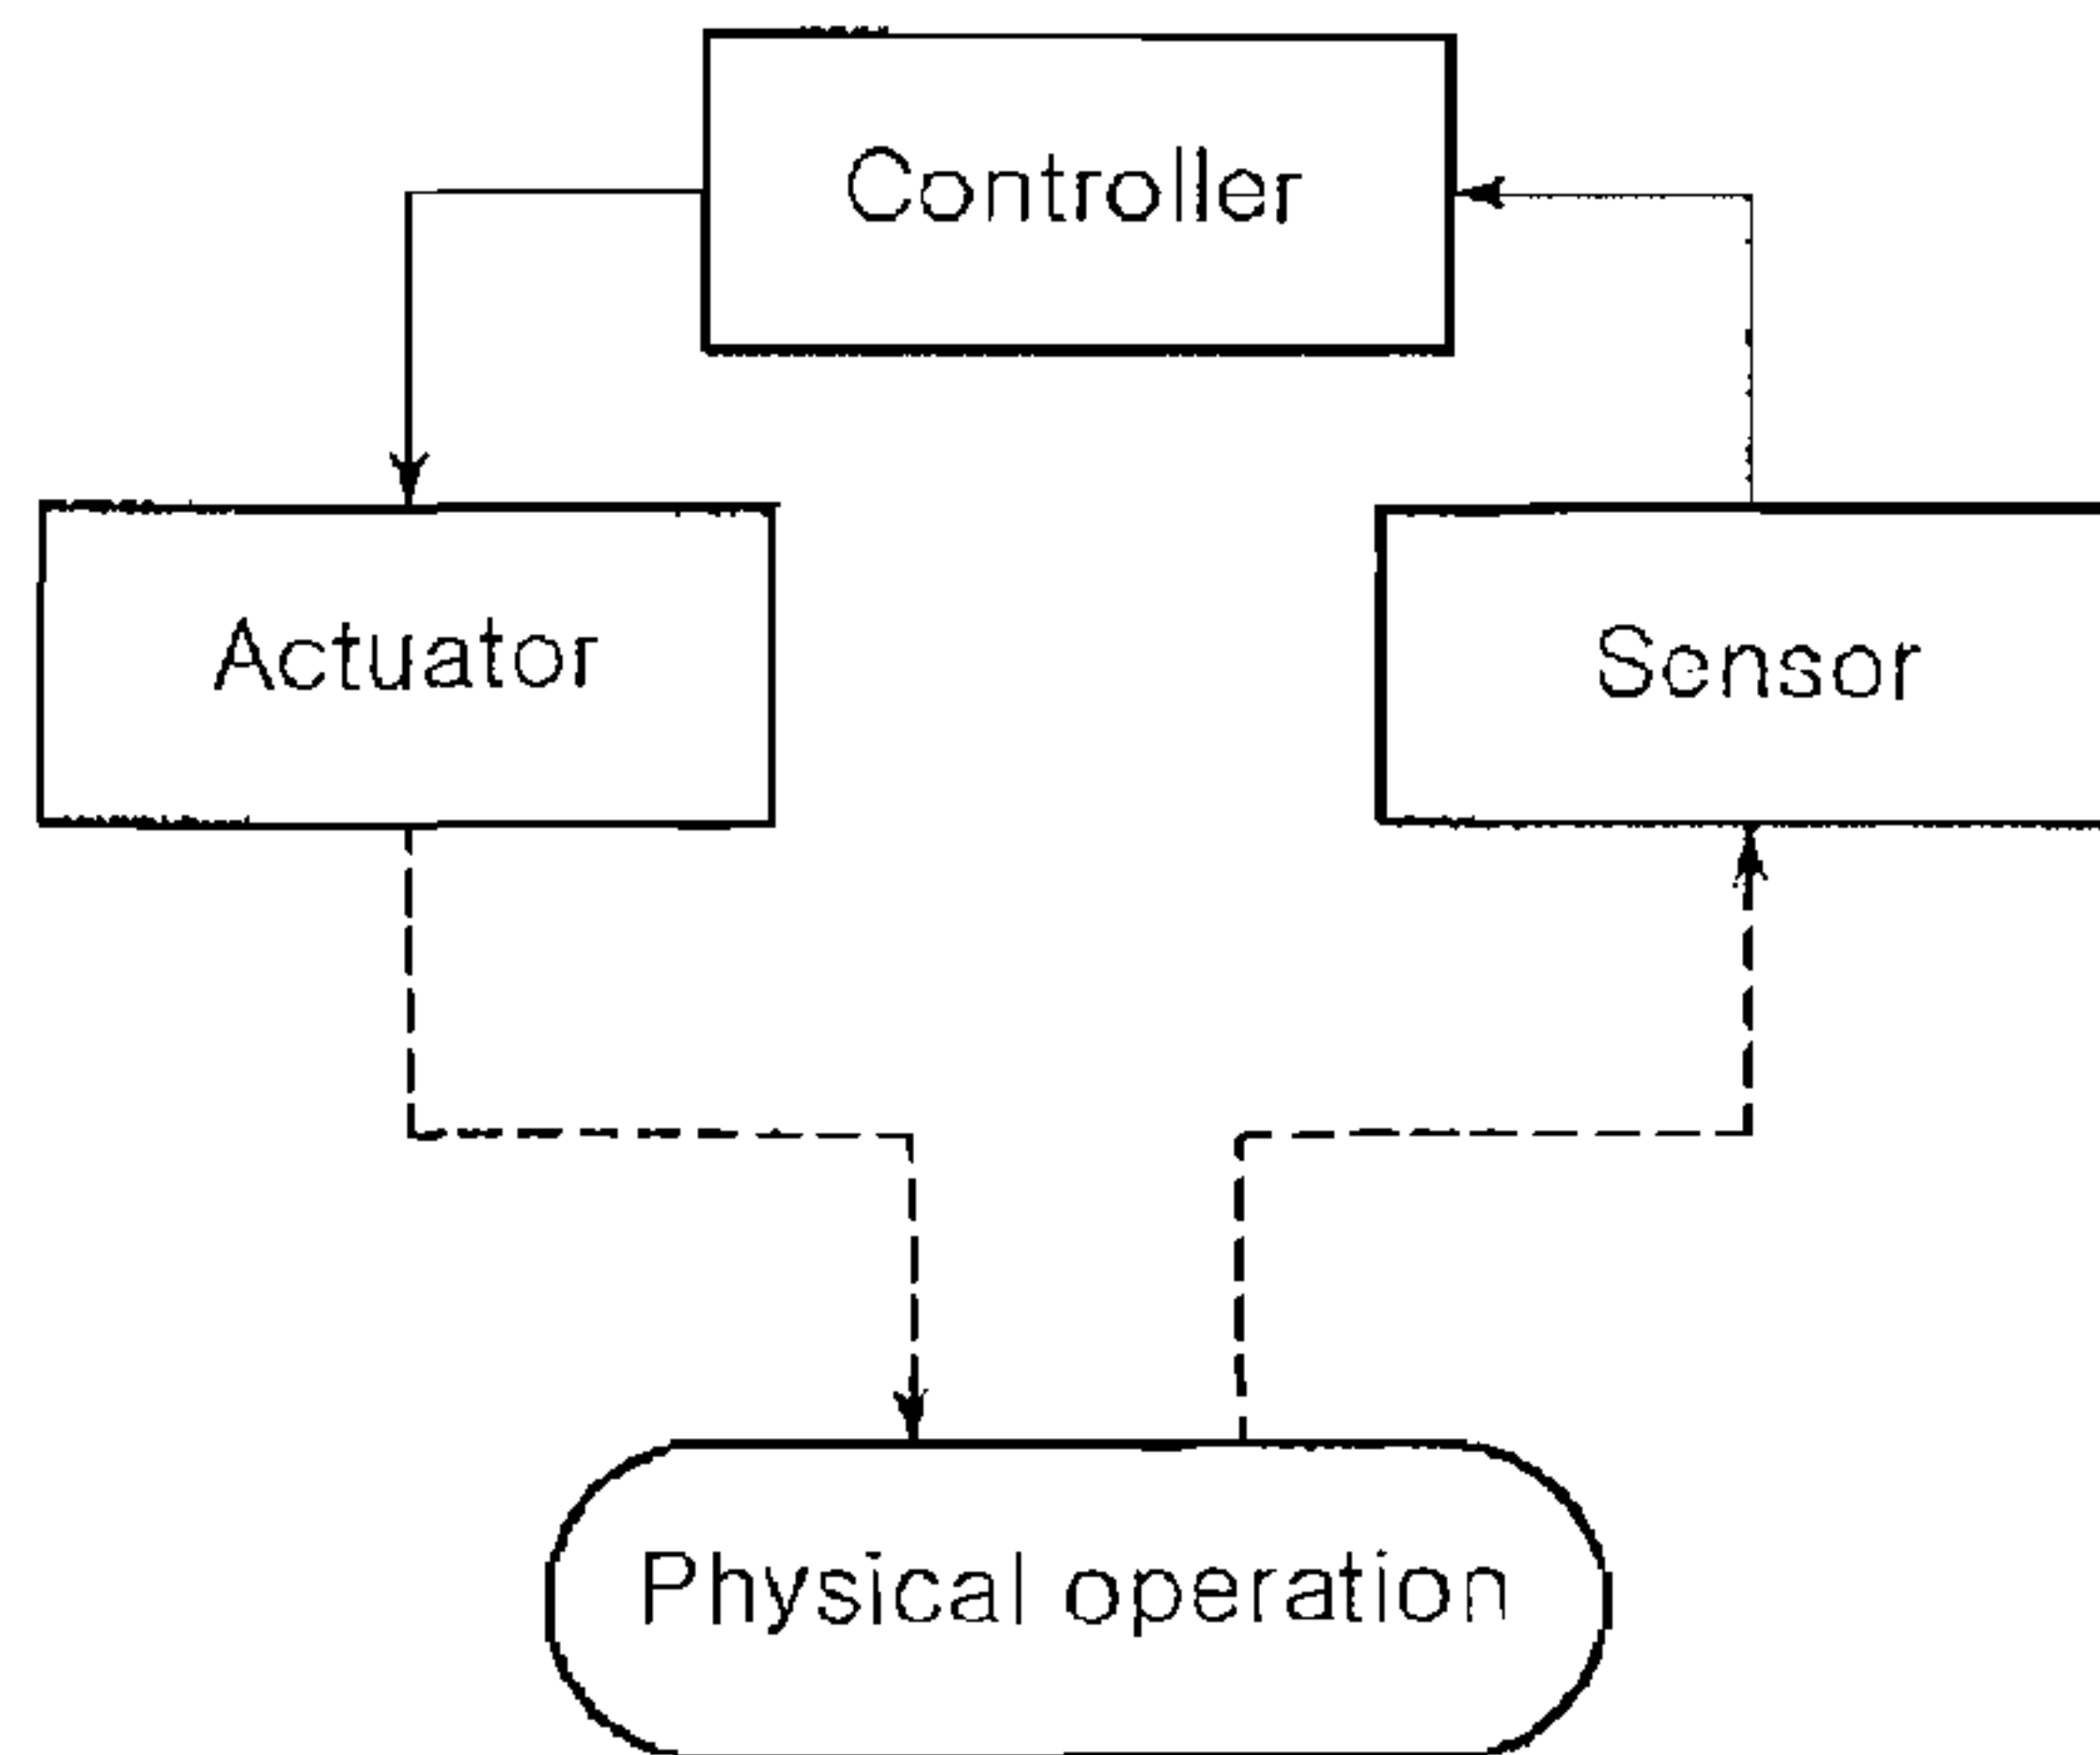 Controller
Actuator
Sensor
Physical operation